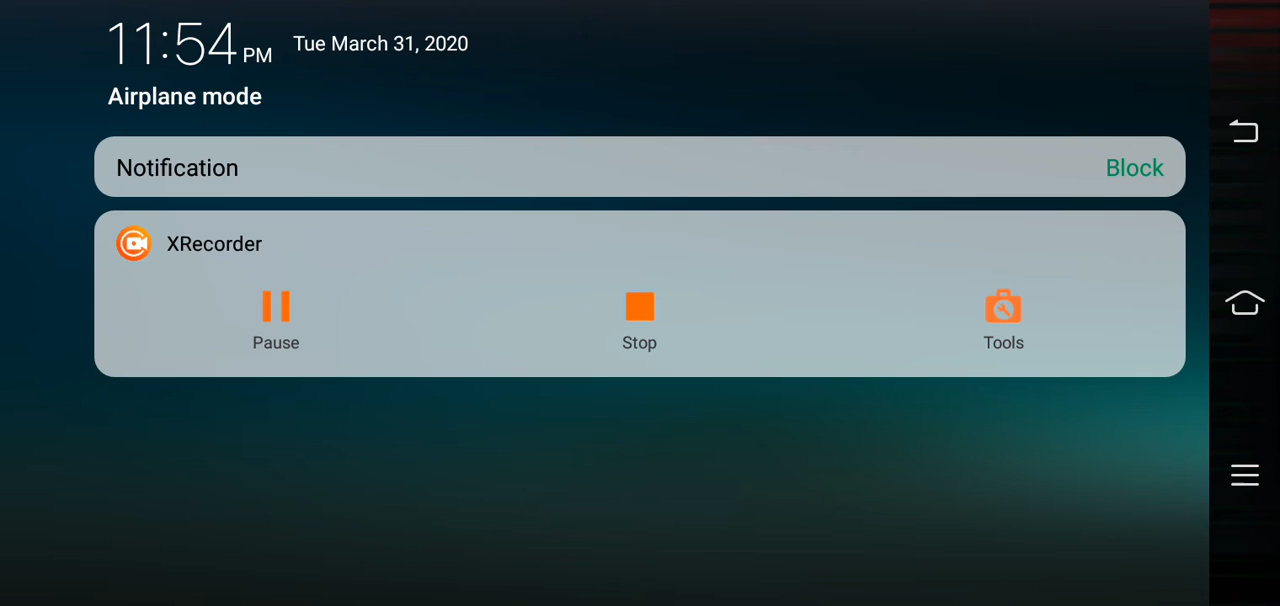 11:54 PM Tue March 31, 2020
Airplane mode
Notification Block
XRecorder
Pause Stop Tools